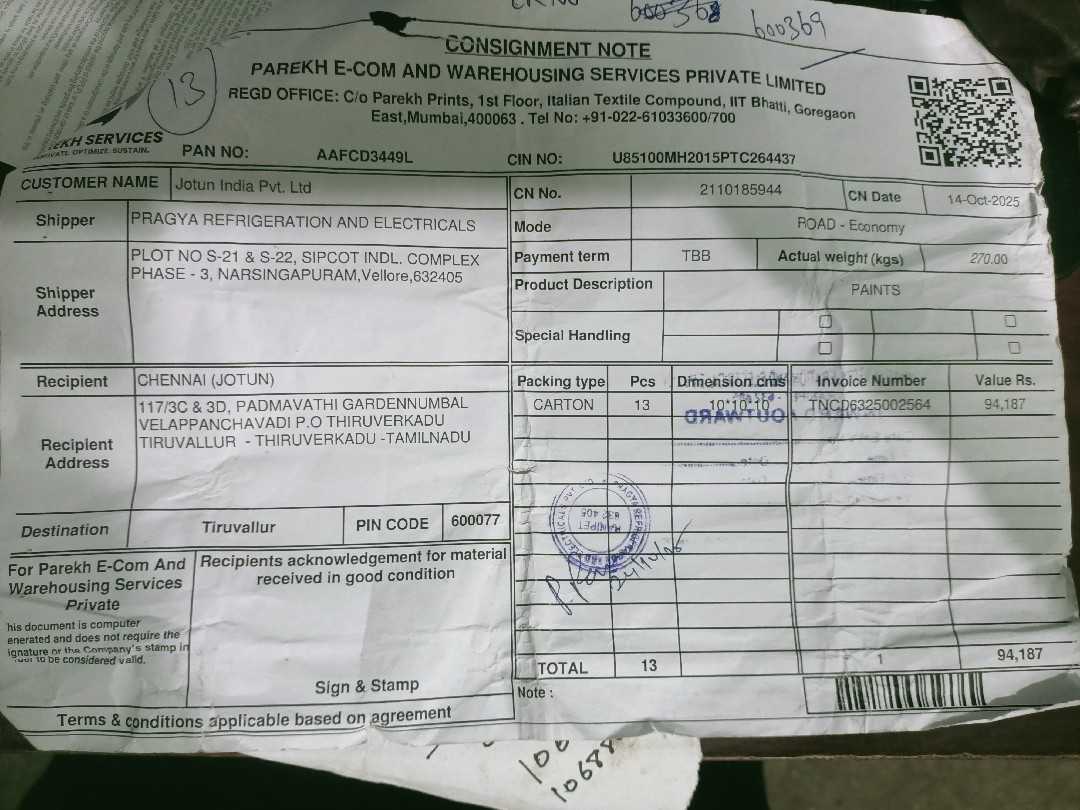 600368
600369
CONSIGNMENT NOTE
PAREKH E-COM AND WAREHOUSING SERVICES PRIVATE LIMITED
REGD OFFICE: C/o Parekh Prints, 1st Floor, Italian Textile Compound, IIT Bhatti, Goregaon
East,Mumbai,400063 . Tel No: +91-022-61033600/700
13
EKH SERVICES
OPTIMIZE. SUSTAIN.
PAN NO: AAFCD3449L CIN NO: U85100MH2015PTC264437
CUSTOMER NAME Jotun India Pvt. Ltd
CN No. 2110185944 CN Date 14-Oct-2025
Shipper PRAGYA REFRIGERATION AND ELECTRICALS
Mode ROAD - Economy
Shipper Address
PLOT NO S-21 & S-22, SIPCOT INDL. COMPLEX
PHASE - 3, NARSINGAPURAM,Vellore,632405
Payment term TBB Actual weight (kgs) 270.00
Product Description PAINTS
Special Handling
Recipient CHENNAI (JOTUN)
Recipient Address
117/3C & 3D, PADMAVATHI GARDENNUMBAL
VELAPPANCHAVADI P.O THIRUVERKADU
TIRUVALLUR - THIRUVERKADU -TAMILNADU
Packing type Pcs Dimension cms Invoice Number Value Rs.
CARTON 13 10*10*10 TNCD6325002564 94,187
OUTWARD
Destination Tiruvallur PIN CODE 600077
RANIPET
632 405
For Parekh E-Com And
Warehousing Services
Private
his document is computer
enerated and does not require the
ignature or the Company's stamp in
to be considered valid.
Recipients acknowledgement for material
received in good condition
Sign & Stamp
TOTAL 13 1 94,187
Note :
Terms & conditions applicable based on agreement